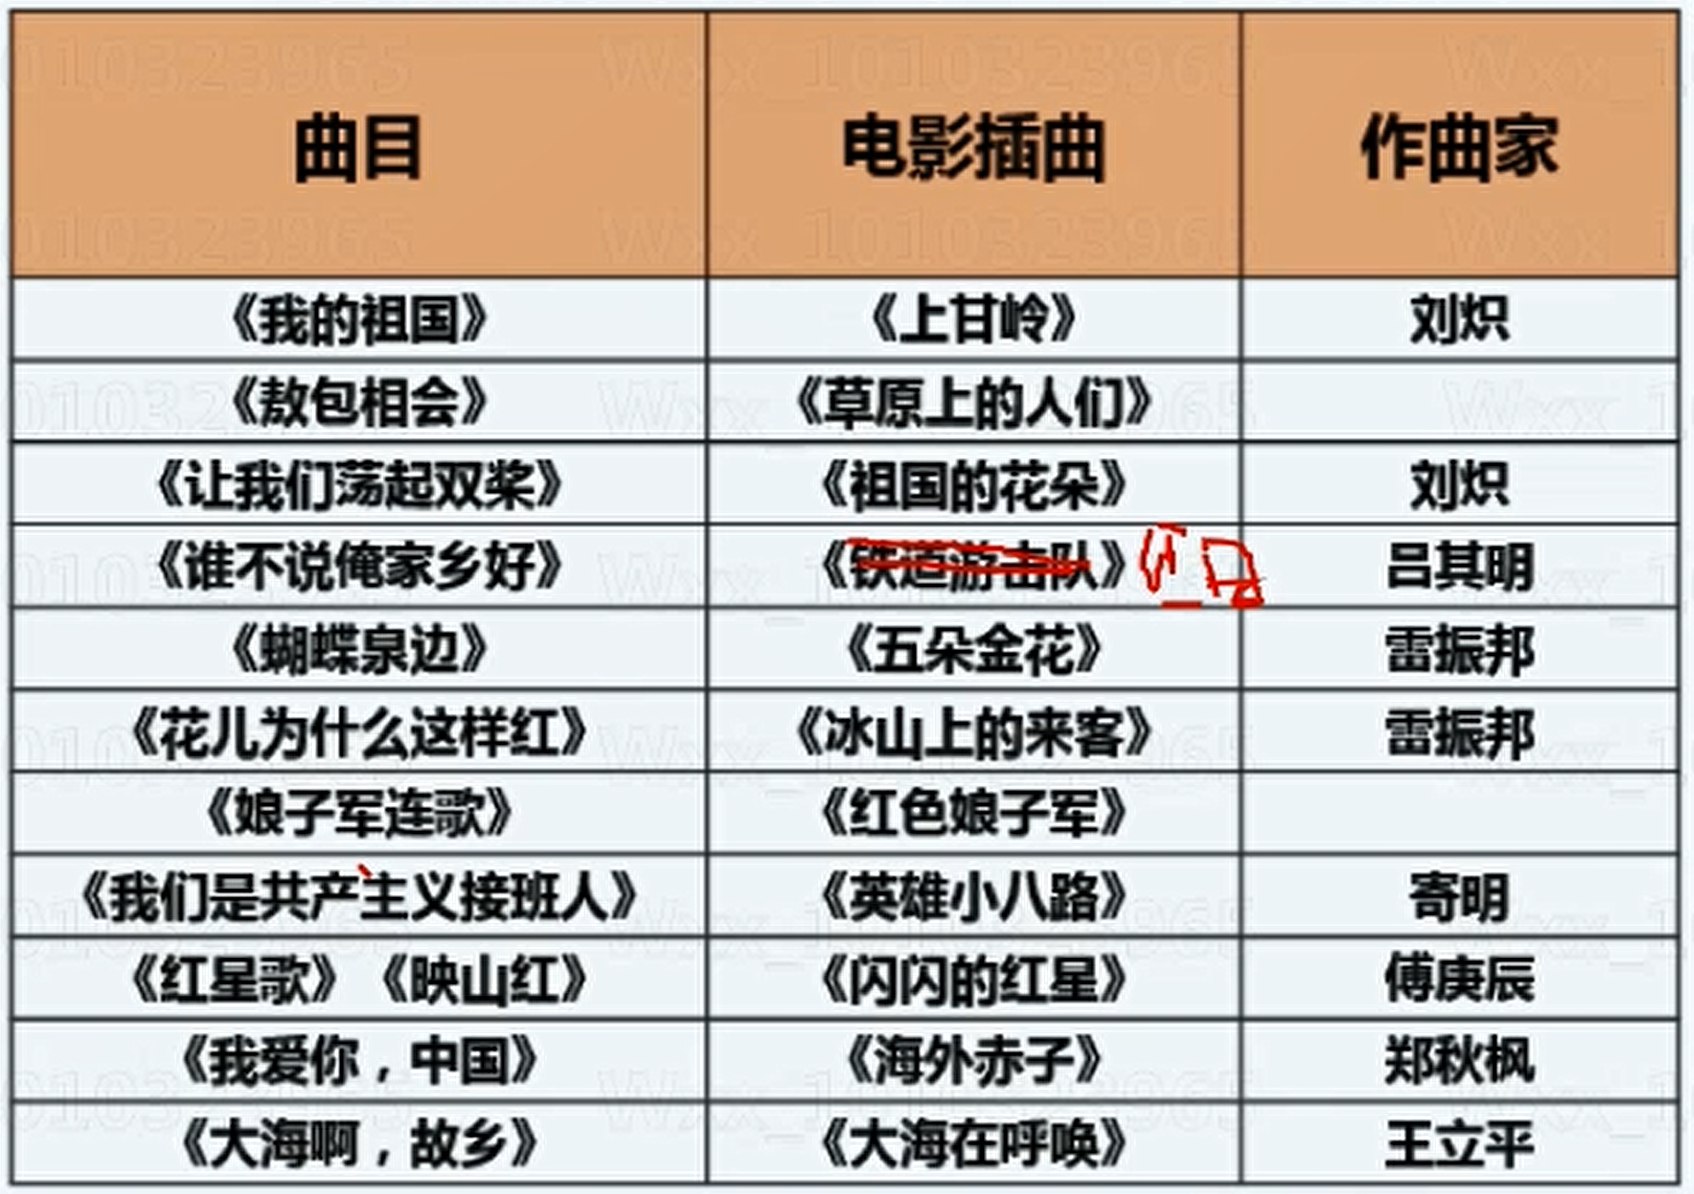 曲目 电影插曲 作曲家
《我的祖国》 《上甘岭》 刘炽
《敖包相会》 《草原上的人们》
《让我们荡起双桨》 《祖国的花朵》 刘炽
《谁不说俺家乡好》 《铁道游击队》 吕其明
《蝴蝶泉边》 《五朵金花》 雷振邦
《花儿为什么这样红》 《冰山上的来客》 雷振邦
《娘子军连歌》 《红色娘子军》
《我们是共产主义接班人》 《英雄小八路》 寄明
《红星歌》《映山红》 《闪闪的红星》 傅庚辰
《我爱你，中国》 《海外赤子》 郑秋枫
《大海啊，故乡》 《大海在呼唤》 王立平
Wxx_1010323965